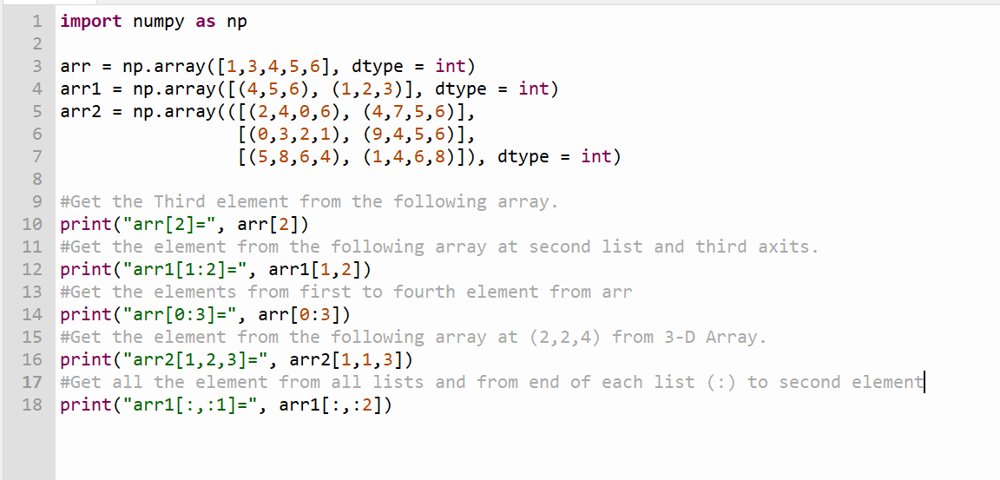 1 import numpy as np
2
3 arr = np.array([1,3,4,5,6], dtype = int)
4 arr1 = np.array([(4,5,6), (1,2,3)], dtype = int)
5 arr2 = np.array(([(2,4,0,6), (4,7,5,6)],
6                  [(0,3,2,1), (9,4,5,6)],
7                  [(5,8,6,4), (1,4,6,8)]), dtype = int)
8
9 #Get the Third element from the following array.
10 print("arr[2]=", arr[2])
11 #Get the element from the following array at second list and third axits.
12 print("arr1[1:2]=", arr1[1,2])
13 #Get the elements from first to fourth element from arr
14 print("arr[0:3]=", arr[0:3])
15 #Get the element from the following array at (2,2,4) from 3-D Array.
16 print("arr2[1,2,3]=", arr2[1,1,3])
17 #Get all the element from all lists and from end of each list (:) to second element
18 print("arr1[:,:1]=", arr1[:,:2])